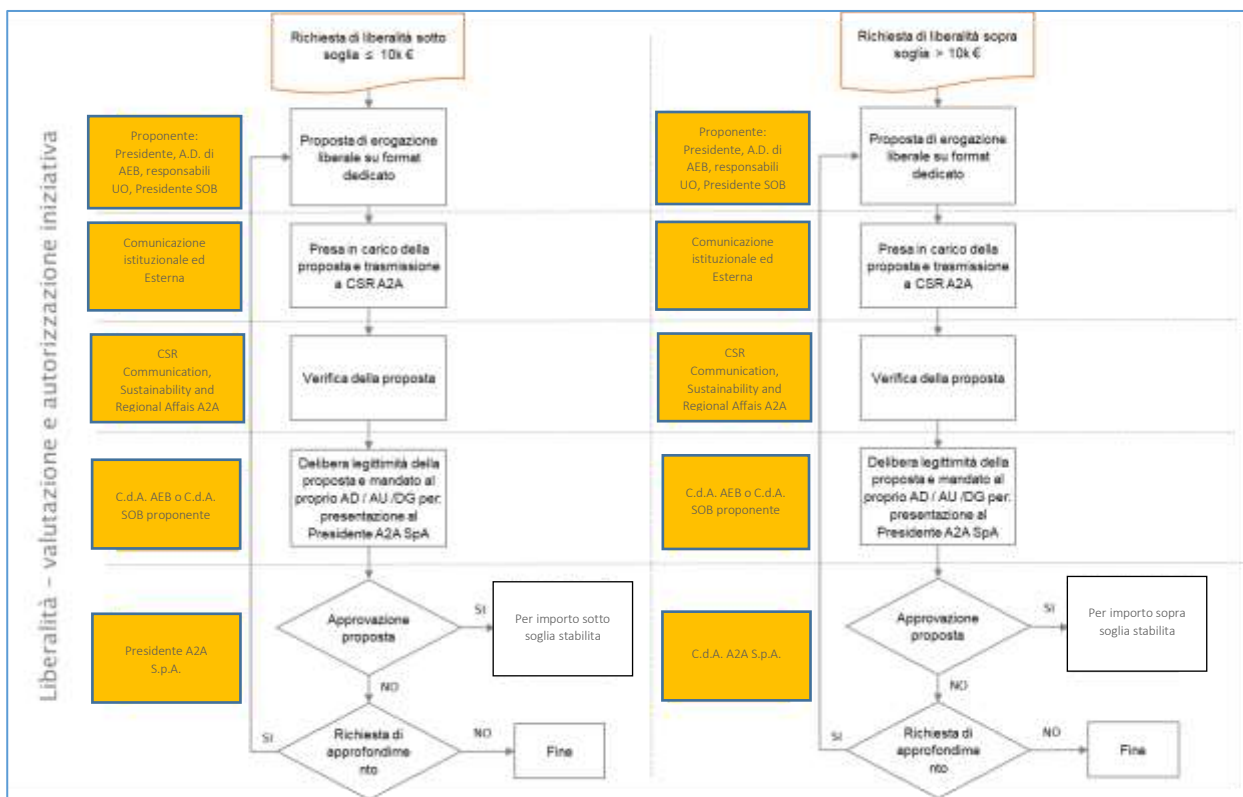 Liberalità – valutazione e autorizzazione iniziativa
Richiesta di liberalità sotto
soglia ≤ 10k €
Proponente:
Presidente, A.D. di
AEB, responsabili
UO, Presidente SOB
Proposta di erogazione
liberale su format
dedicato
Comunicazione
istituzionale ed
Esterna
Presa in carico della
proposta e trasmissione
a CSR A2A
CSR
Communication,
Sustainability and
Regional Affais A2A
Verifica della proposta
C.d.A. AEB o C.d.A.
SOB proponente
Delibera legittimità della
proposta e mandato al
proprio AD / AU /DG per:
presentazione al
Presidente A2A SpA
Presidente A2A
S.p.A.
Approvazione
proposta
SI
Per importo sotto
soglia stabilita
NO
SI
Richiesta di
approfondime
nto
NO
Fine
Richiesta di liberalità sopra
soglia > 10k €
Proponente:
Presidente, A.D. di
AEB, responsabili
UO, Presidente SOB
Proposta di erogazione
liberale su format
dedicato
Comunicazione
istituzionale ed
Esterna
Presa in carico della
proposta e trasmissione
a CSR A2A
CSR
Communication,
Sustainability and
Regional Affais A2A
Verifica della proposta
C.d.A. AEB o C.d.A.
SOB proponente
Delibera legittimità della
proposta e mandato al
proprio AD / AU /DG per:
presentazione al
Presidente A2A SpA
C.d.A. A2A S.p.A.
Approvazione
proposta
SI
Per importo sopra
soglia stabilita
NO
SI
Richiesta di
approfondime
nto
NO
Fine